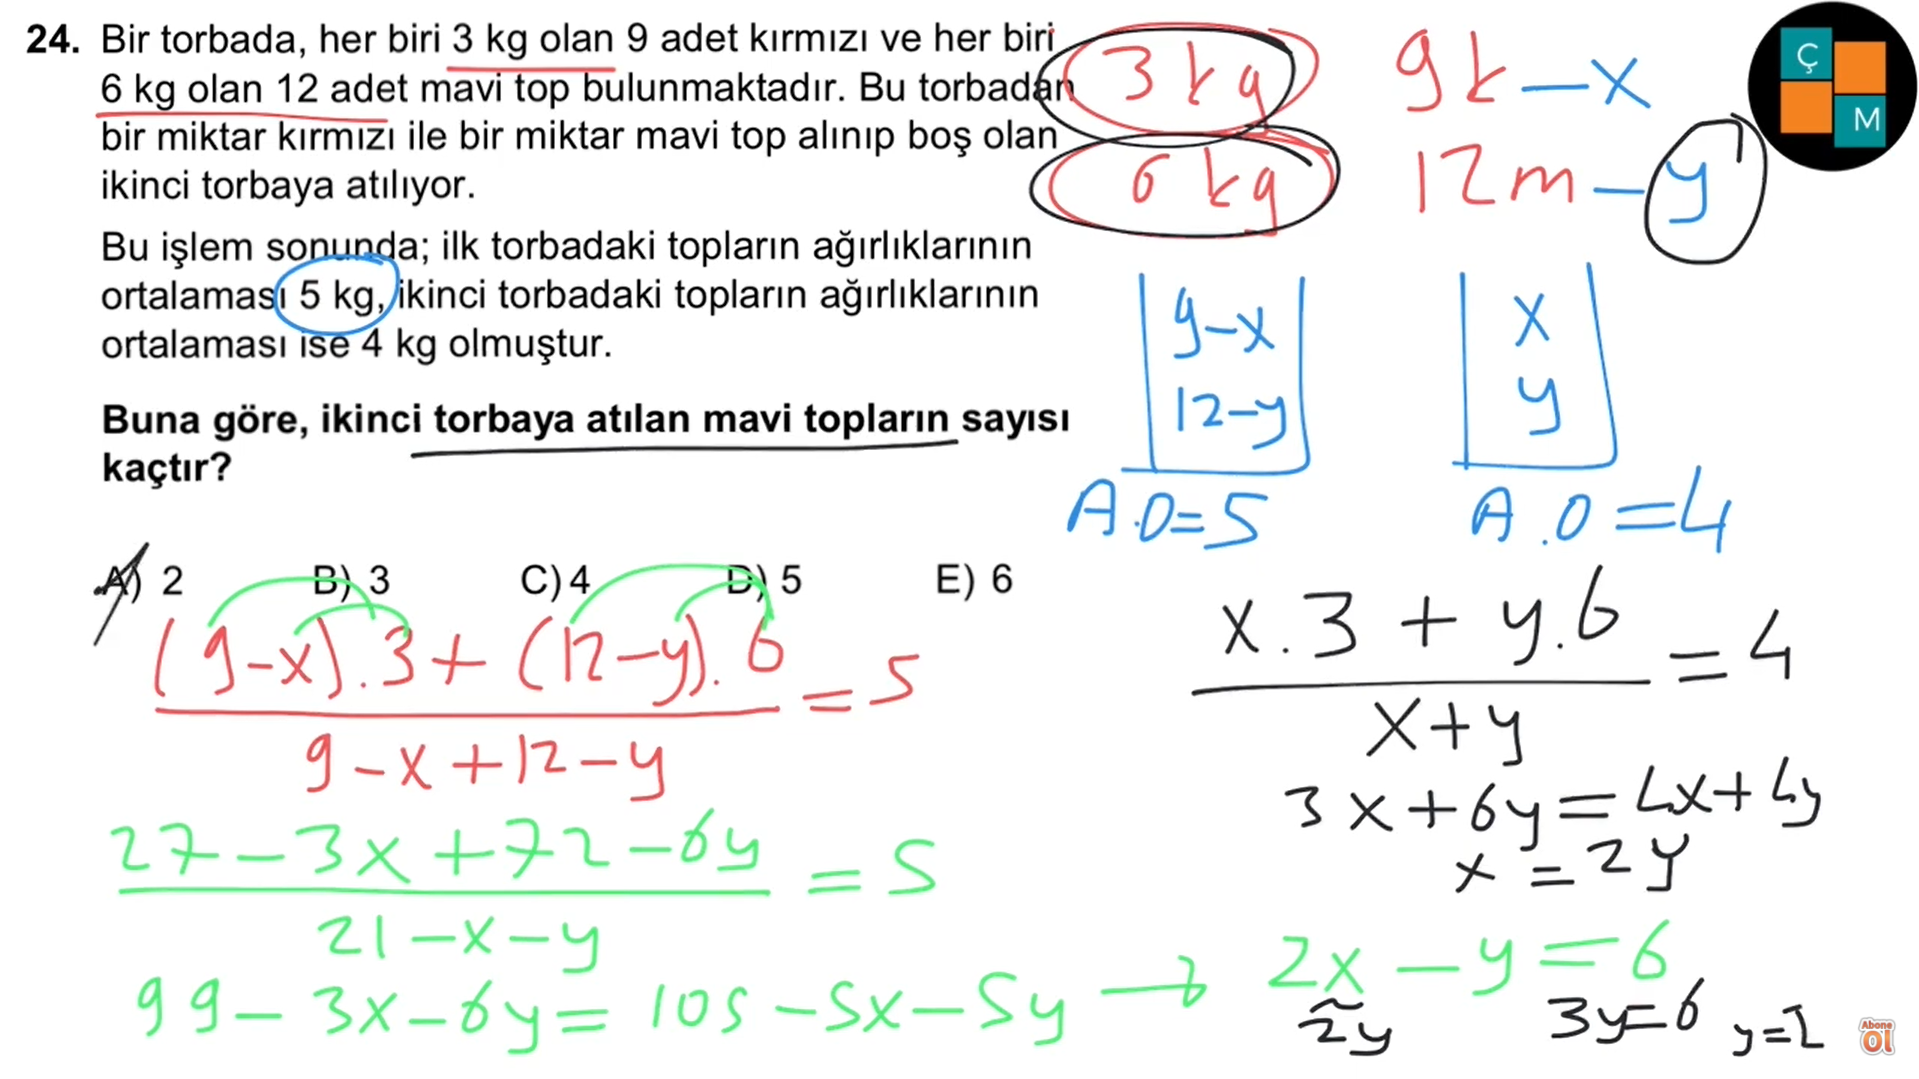 24. Bir torbada, her biri 3 kg olan 9 adet kırmızı ve her biri
6 kg olan 12 adet mavi top bulunmaktadır. Bu torbadan
bir miktar kırmızı ile bir miktar mavi top alınıp boş olan
ikinci torbaya atılıyor.
Bu işlem sonunda; ilk torbadaki topların ağırlıklarının
ortalaması 5 kg, ikinci torbadaki topların ağırlıklarının
ortalaması ise 4 kg olmuştur.
Buna göre, ikinci torbaya atılan mavi topların sayısı
kaçtır?
A) 2 B) 3 C) 4 D) 5 E) 6
3 kg 9k - x
6 kg 12m - y
Ç
M
9-x
12-y
A.O=5
x
y
A.O=4
(9-x).3+(12-y).6 = 5
9-x+12-y
27-3x+72-6y = 5
21-x-y
99-3x-6y=105-5x-5y → 2x-y=6
2y 3y=6 y=2
x.3+y.6 = 4
x+y
3x+6y=4x+4y
x=2y
Abone
Ol